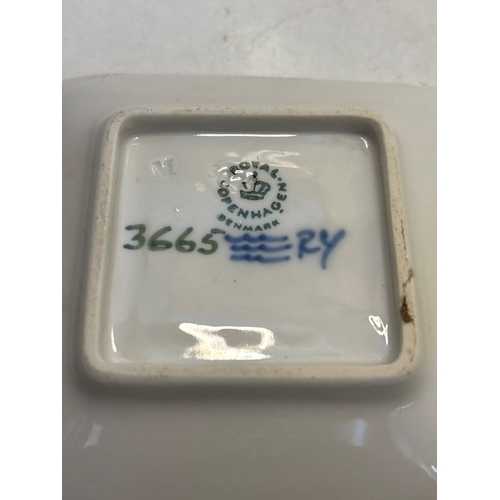 ROYAL
COPENHAGEN
DENMARK
3665 RY